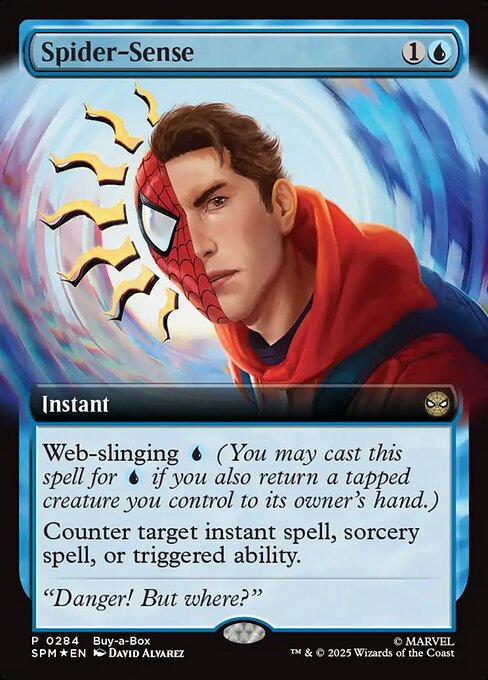 Spider-Sense 1
Instant
Web-slinging (You may cast this
spell for if you also return a tapped
creature you control to its owner's hand.)
Counter target instant spell, sorcery
spell, or triggered ability.
“Danger! But where?”
P 0284 Buy-a-Box © MARVEL
SPM★EN David Alvarez ™ & © 2025 Wizards of the Coast